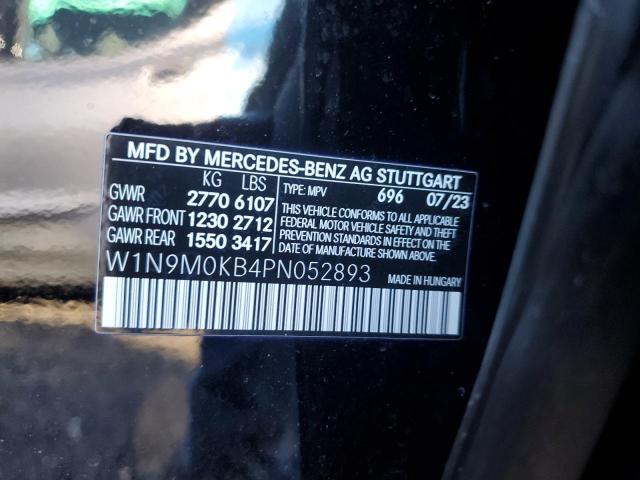 MFD BY MERCEDES-BENZ AG STUTTGART
KG LBS
GVWR 2770 6107
GAWR FRONT 1230 2712
GAWR REAR 1550 3417
TYPE: MPV 696 07/23
THIS VEHICLE CONFORMS TO ALL APPLICABLE
FEDERAL MOTOR VEHICLE SAFETY AND THEFT
PREVENTION STANDARDS IN EFFECT ON THE
DATE OF MANUFACTURE SHOWN ABOVE.
W1N9M0KB4PN052893
MADE IN HUNGARY